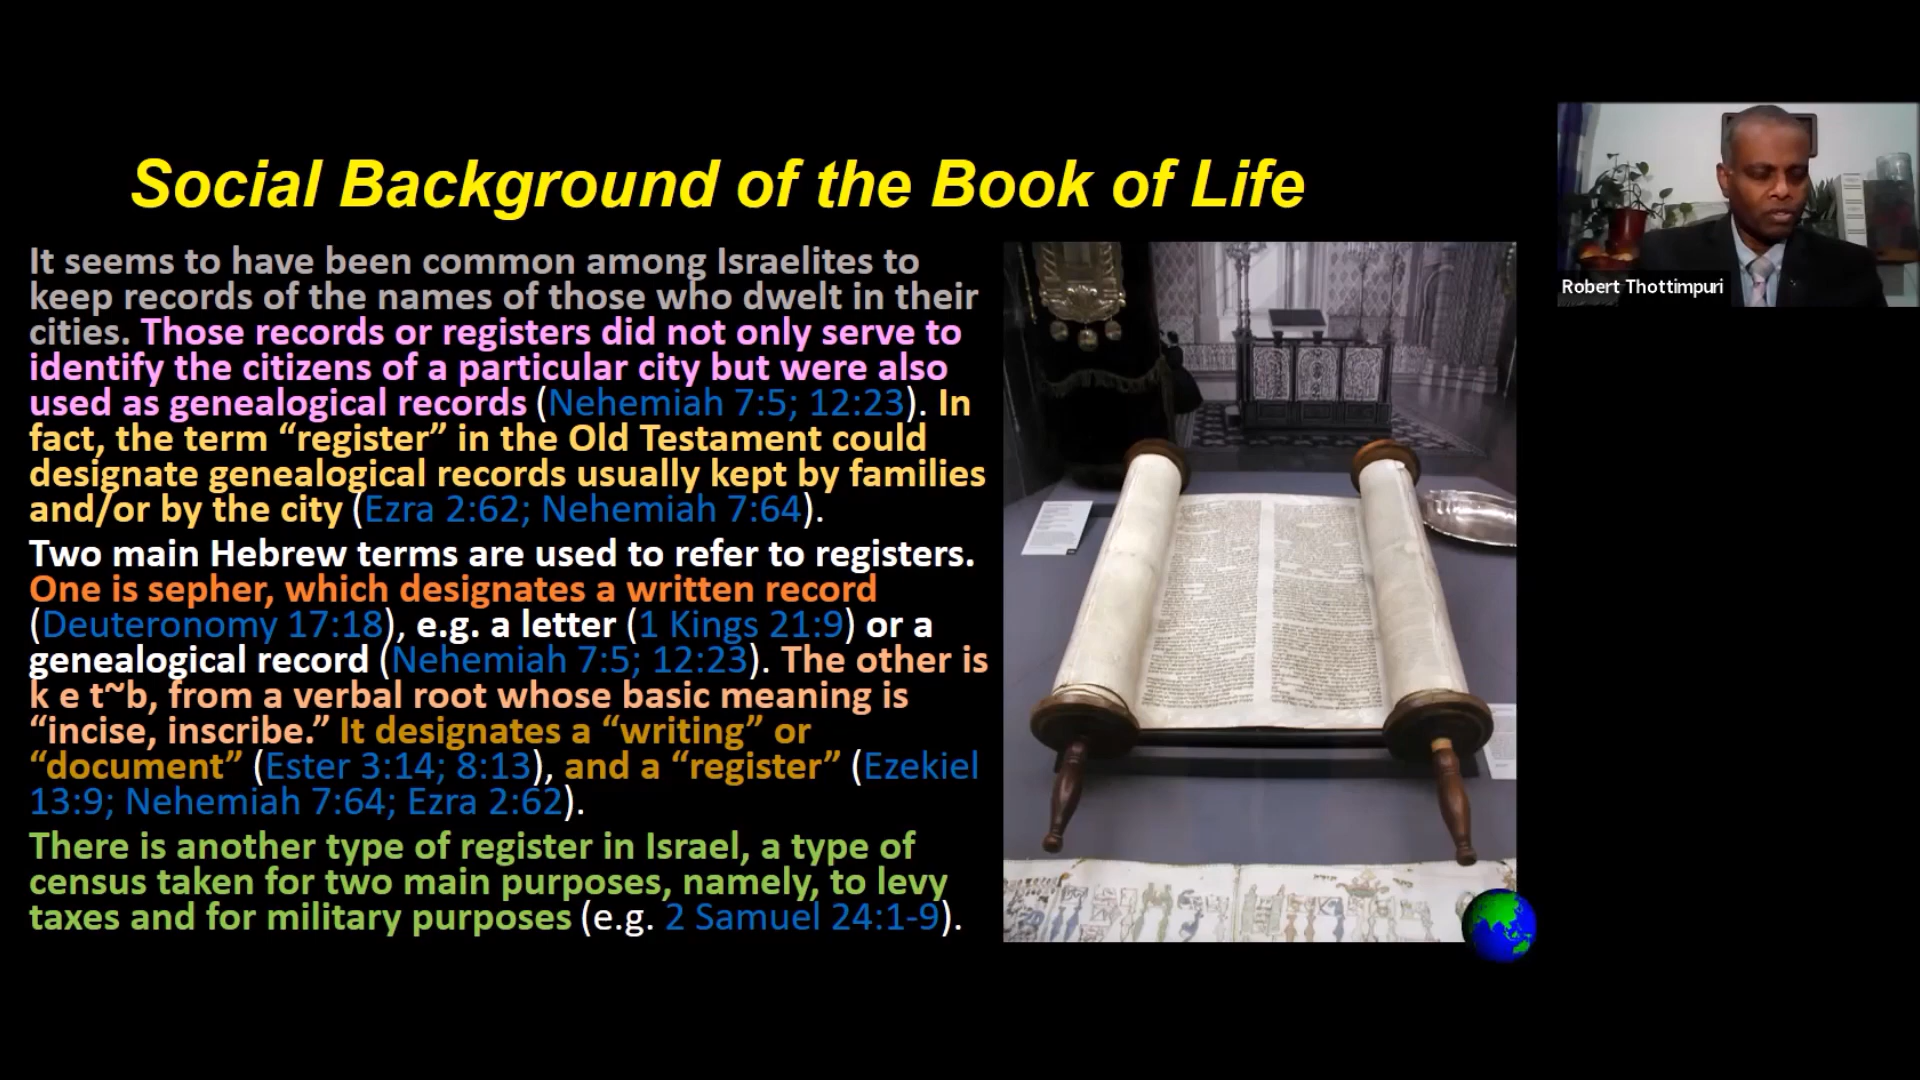 Social Background of the Book of Life
It seems to have been common among Israelites to
keep records of the names of those who dwelt in their
cities. Those records or registers did not only serve to
identify the citizens of a particular city but were also
used as genealogical records (Nehemiah 7:5; 12:23). In
fact, the term “register” in the Old Testament could
designate genealogical records usually kept by families
and/or by the city (Ezra 2:62; Nehemiah 7:64).
Two main Hebrew terms are used to refer to registers.
One is sepher, which designates a written record
(Deuteronomy 17:18), e.g. a letter (1 Kings 21:9) or a
genealogical record (Nehemiah 7:5; 12:23). The other is
k e t~b, from a verbal root whose basic meaning is
“incise, inscribe.” It designates a “writing” or
“document” (Ester 3:14; 8:13), and a “register” (Ezekiel
13:9; Nehemiah 7:64; Ezra 2:62).
There is another type of register in Israel, a type of
census taken for two main purposes, namely, to levy
taxes and for military purposes (e.g. 2 Samuel 24:1-9).
Robert Thottimpuri